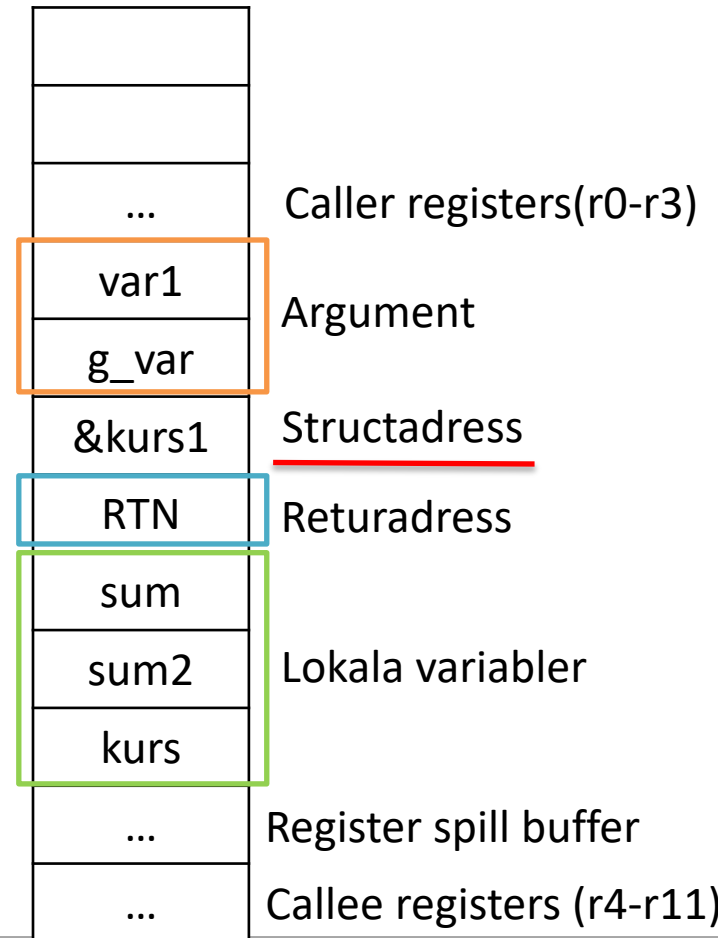 ... Caller registers(r0-r3)
var1
Argument
g_var
&kurs1 Structadress
RTN Returadress
sum
sum2 Lokala variabler
kurs
... Register spill buffer
... Callee registers (r4-r11)